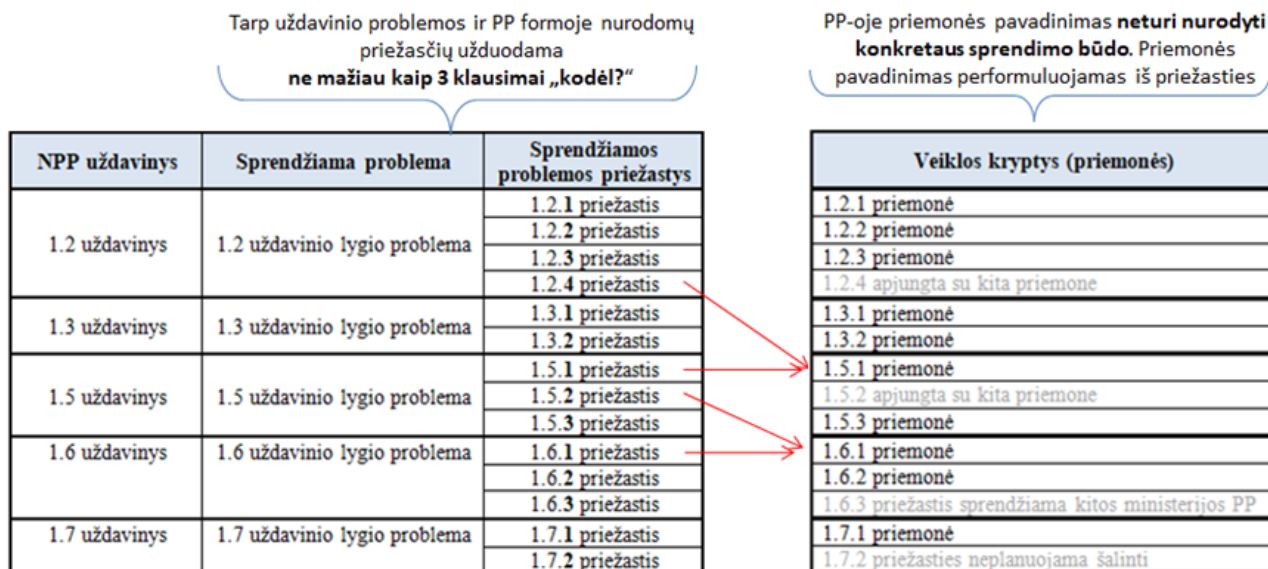 Tarp uždavinio problemos ir PP formoje nurodomų
priežasčių užduodama
ne mažiau kaip 3 klausimai „kodėl?“
PP-oje priemonės pavadinimas neturi nurodyti
konkretaus sprendimo būdo. Priemonės
pavadinimas performuluojamas iš priežasties
NPP uždavinys
Sprendžiama problema
Sprendžiamos
problemos priežastys
1.2 uždavinys
1.2 uždavinio lygio problema
1.2.1 priežastis
1.2.2 priežastis
1.2.3 priežastis
1.2.4 priežastis
1.3 uždavinys
1.3 uždavinio lygio problema
1.3.1 priežastis
1.3.2 priežastis
1.5 uždavinys
1.5 uždavinio lygio problema
1.5.1 priežastis
1.5.2 priežastis
1.5.3 priežastis
1.6 uždavinys
1.6 uždavinio lygio problema
1.6.1 priežastis
1.6.2 priežastis
1.6.3 priežastis
1.7 uždavinys
1.7 uždavinio lygio problema
1.7.1 priežastis
1.7.2 priežastis
Veiklos kryptys (priemonės)
1.2.1 priemonė
1.2.2 priemonė
1.2.3 priemonė
1.2.4 apjungta su kita priemone
1.3.1 priemonė
1.3.2 priemonė
1.5.1 priemonė
1.5.2 apjungta su kita priemone
1.5.3 priemonė
1.6.1 priemonė
1.6.2 priemonė
1.6.3 priežastis sprendžiama kitos ministerijos PP
1.7.1 priemonė
1.7.2 priežasties neplanuojama šalinti